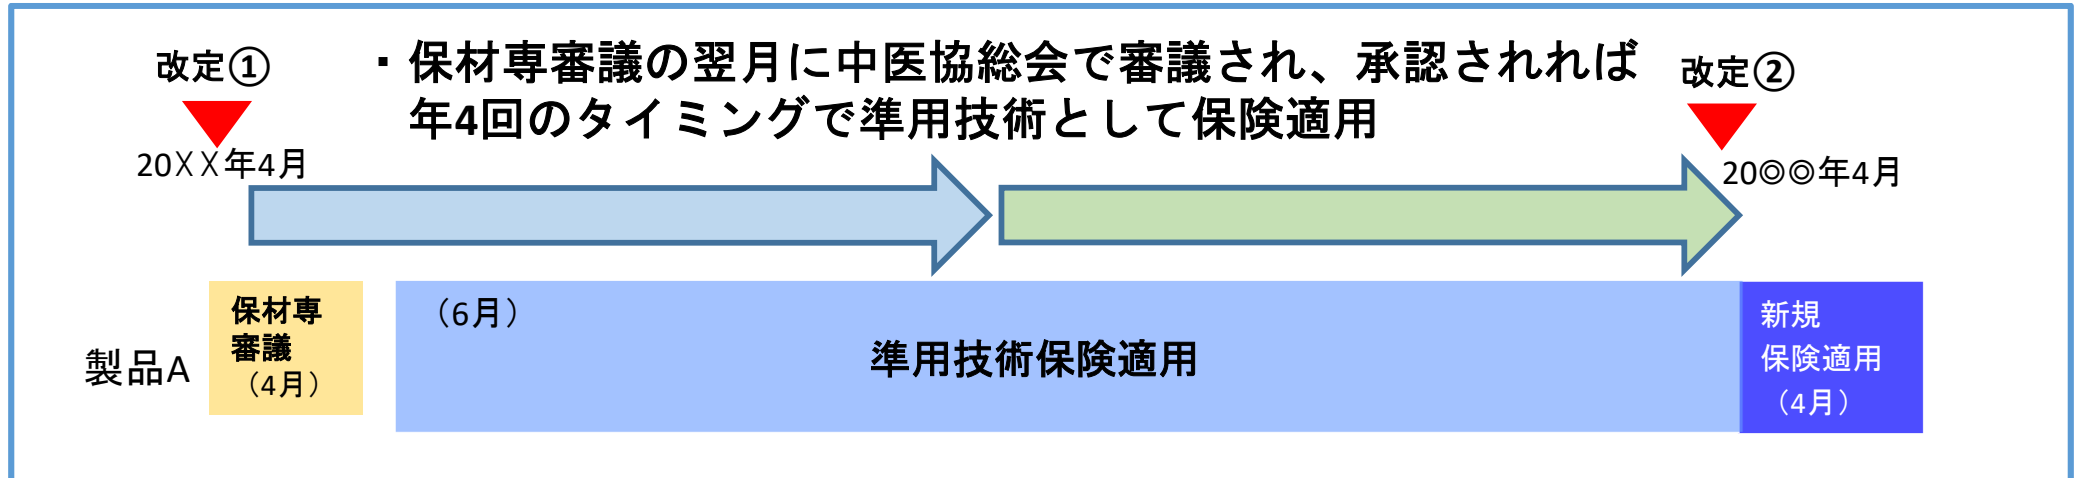 改定①
・保材専審議の翌月に中医協総会で審議され、承認されれば
年4回のタイミングで準用技術として保険適用
改定②
20ⅩⅩ年4月
20◎◎年4月
製品A
保材専
審議
（4月）
（6月）
準用技術保険適用
新規
保険適用
（4月）